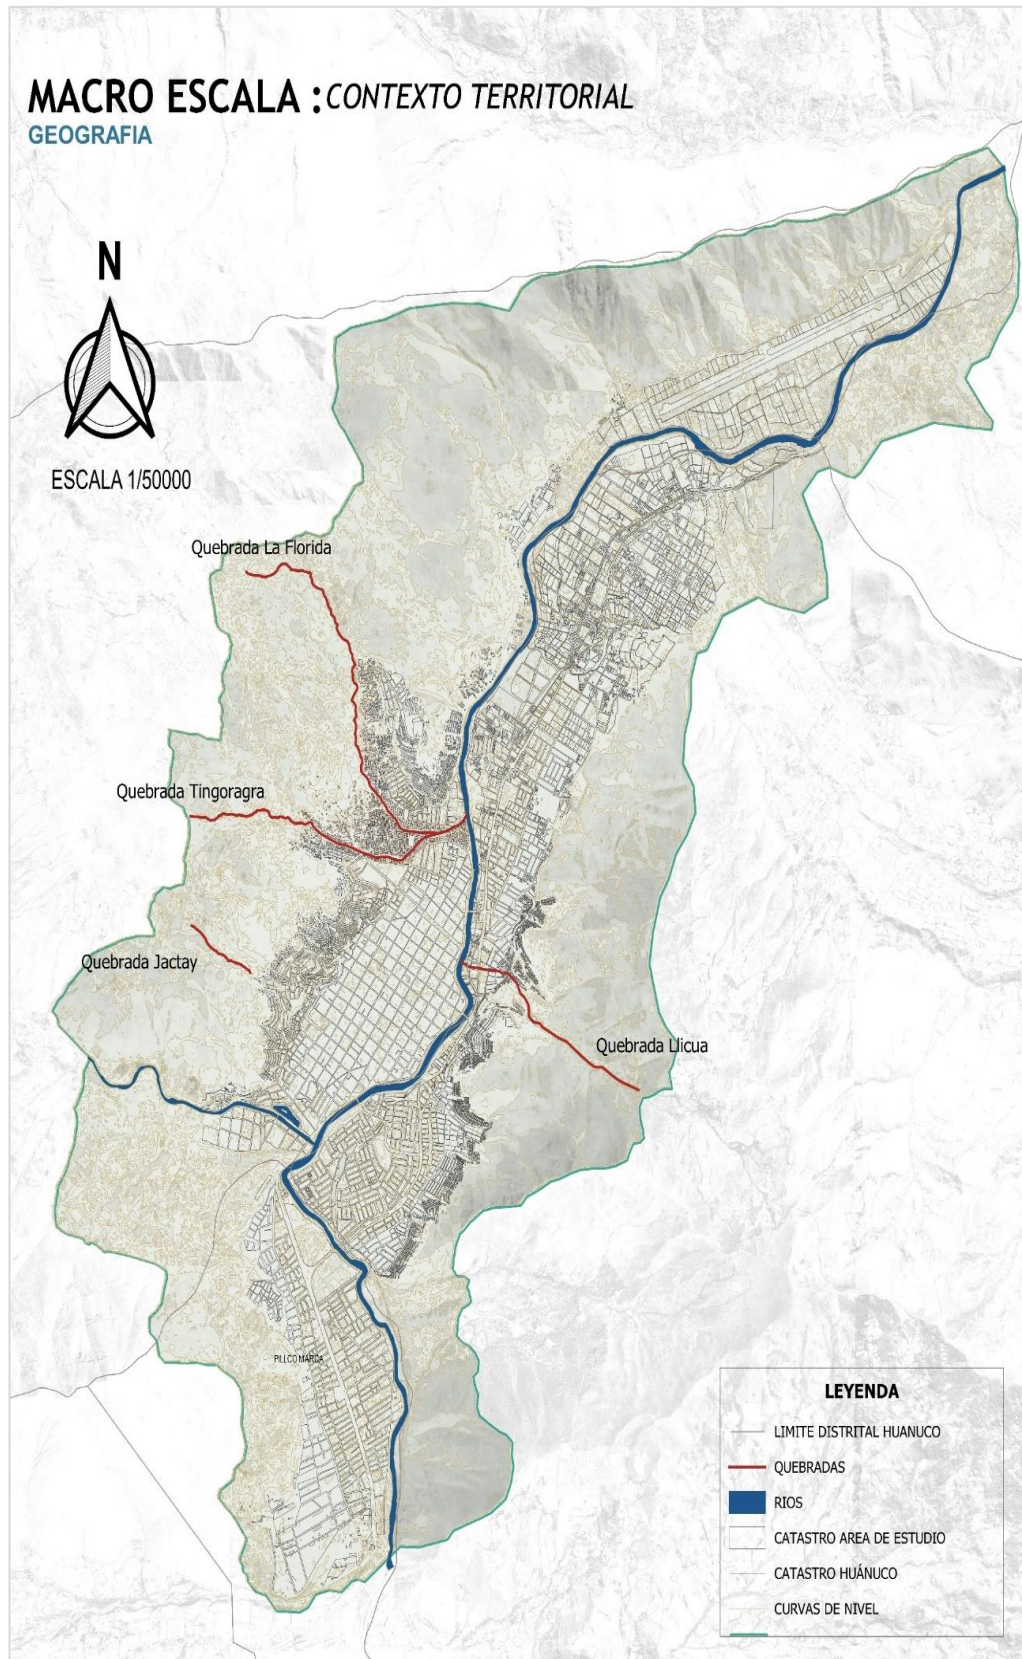 MACRO ESCALA : CONTEXTO TERRITORIAL
GEOGRAFIA
N
ESCALA 1/50000
Quebrada La Florida
Quebrada Tingoragra
Quebrada Jactay
Quebrada Llicua
PILLCO MARCA
LEYENDA
LIMITE DISTRITAL HUANUCO
QUEBRADAS
RIOS
CATASTRO AREA DE ESTUDIO
CATASTRO HUÁNUCO
CURVAS DE NIVEL